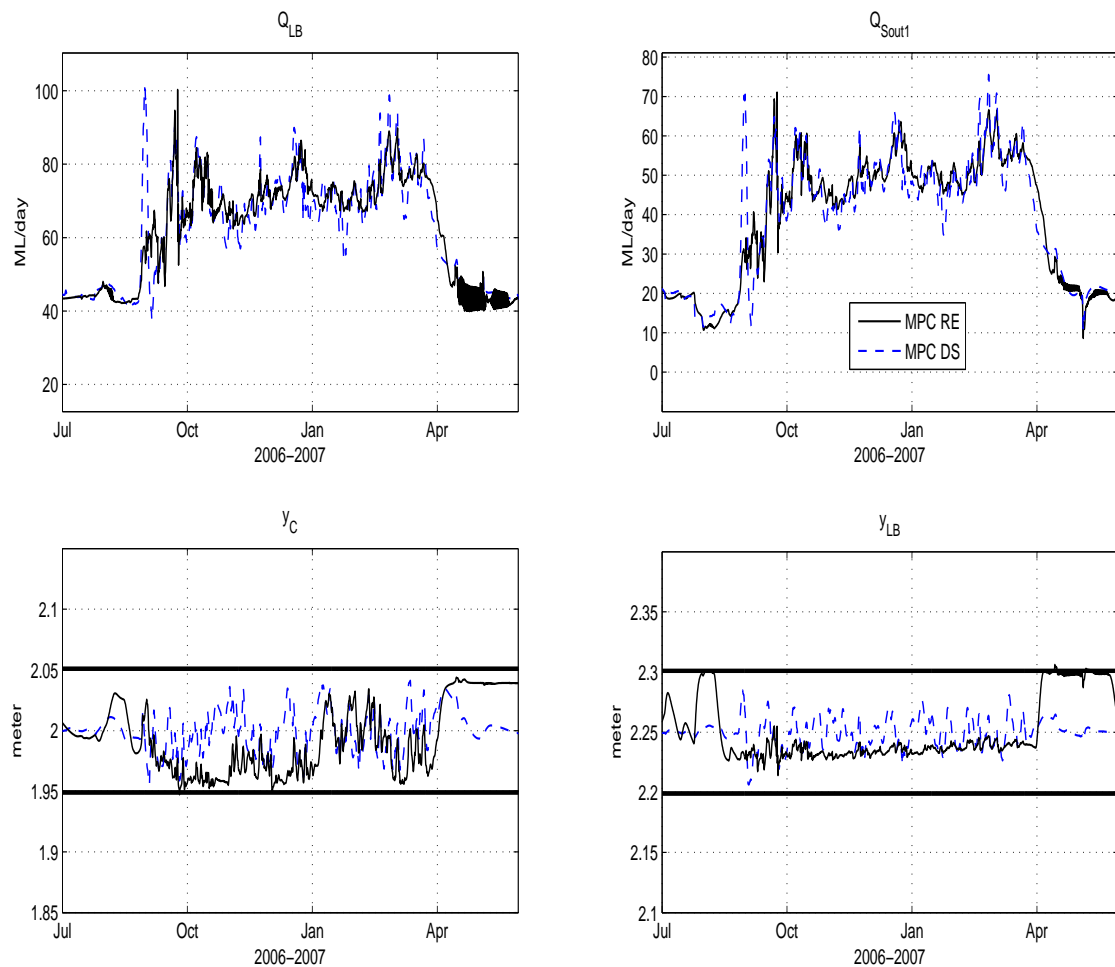 Q_LB
ML/day
100
80
60
40
20
Jul
Oct
Jan
Apr
2006−2007
Q_Sout1
ML/day
80
70
60
50
40
30
20
10
0
MPC RE
MPC DS
Jul
Oct
Jan
Apr
2006−2007
y_C
meter
2.1
2.05
2
1.95
1.9
1.85
Jul
Oct
Jan
Apr
2006−2007
y_LB
meter
2.35
2.3
2.25
2.2
2.15
2.1
Jul
Oct
Jan
Apr
2006−2007